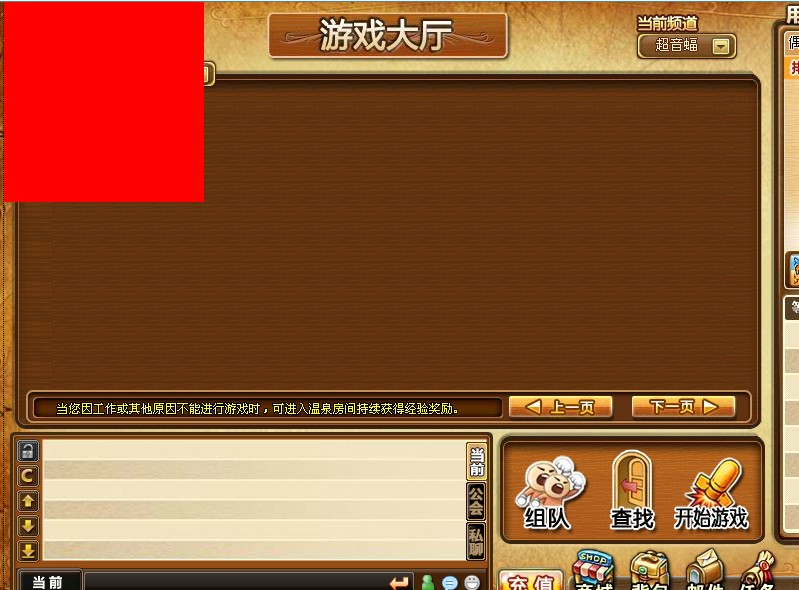 游戏大厅
当前频道
超音蝠
当您因工作或其他原因不能进行游戏时，可进入温泉房间持续获得经验奖励。
上一页
下一页
当前
公会
私聊
组队
查找
开始游戏
当前
充值
SHOP
商城
背包
邮件
任务